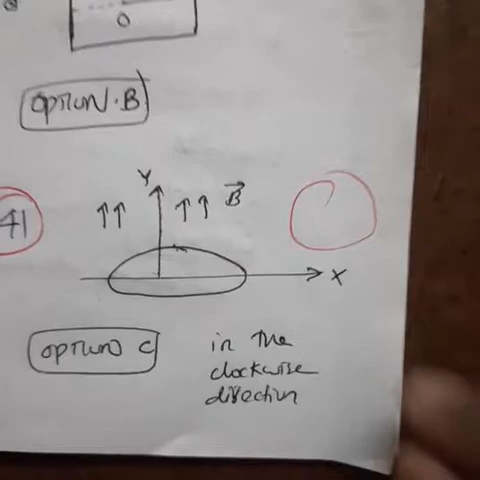 0
OPTION.B
41
Y
B
X
OPTION C
in the
clockwise
direction